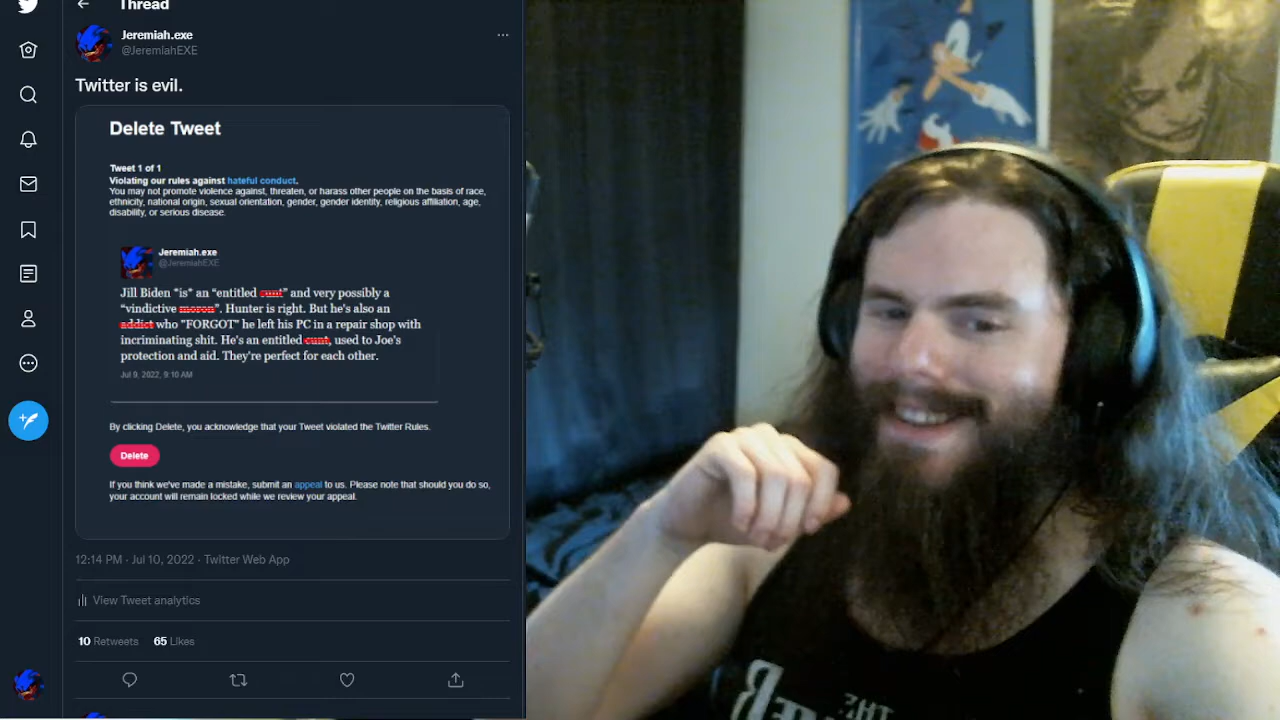 Thread
Jeremiah.exe
@JeremiahEXE
Twitter is evil.
Delete Tweet
Tweet 1 of 1
Violating our rules against hateful conduct.
You may not promote violence against, threaten, or harass other people on the basis of race,
ethnicity, national origin, sexual orientation, gender, gender identity, religious affiliation, age,
disability, or serious disease.
Jeremiah.exe
@JeremiahEXE
Jill Biden *is* an “entitled cunt” and very possibly a
“vindictive moron”. Hunter is right. But he's also an
addict who "FORGOT" he left his PC in a repair shop with
incriminating shit. He's an entitled cunt, used to Joe's
protection and aid. They're perfect for each other.
Jul 9, 2022, 9:10 AM
By clicking Delete, you acknowledge that your Tweet violated the Twitter Rules.
Delete
If you think we've made a mistake, submit an appeal to us. Please note that should you do so,
your account will remain locked while we review your appeal.
12:14 PM · Jul 10, 2022 · Twitter Web App
View Tweet analytics
10 Retweets 65 Likes
THE